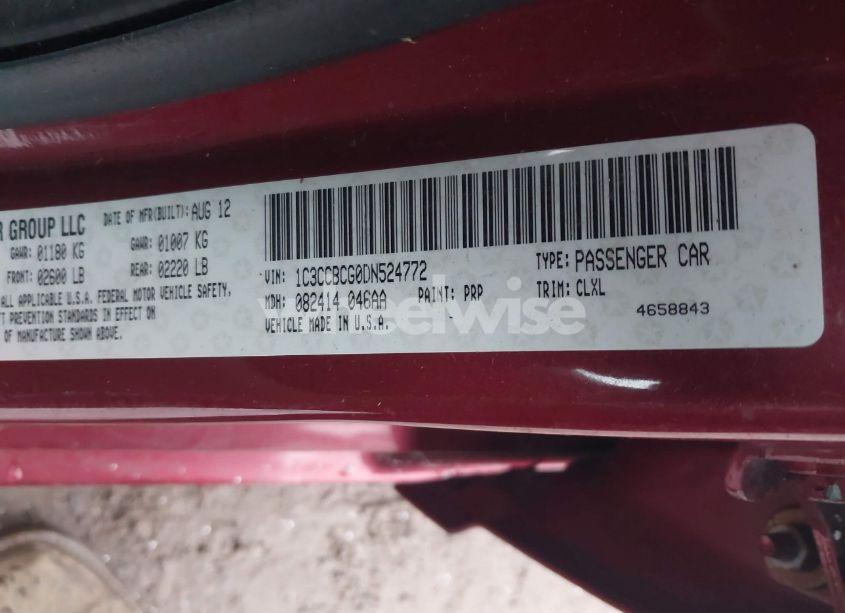 R GROUP LLC
DATE OF MFR(BUILT): AUG 12
GAWR: 01180 KG
GAWR: 01007 KG
FRONT: 02600 LB
REAR: 02220 LB
ALL APPLICABLE U.S.A. FEDERAL MOTOR VEHICLE SAFETY,
FT PREVENTION STANDARDS IN EFFECT ON
OF MANUFACTURE SHOWN ABOVE.
VIN: 1C3CCBCG0DN524772
TYPE: PASSENGER CAR
MDH: 082414 046AA
PAINT: PRP
TRIM: CLXL
VEHICLE MADE IN U.S.A.
4658843
wheelwise